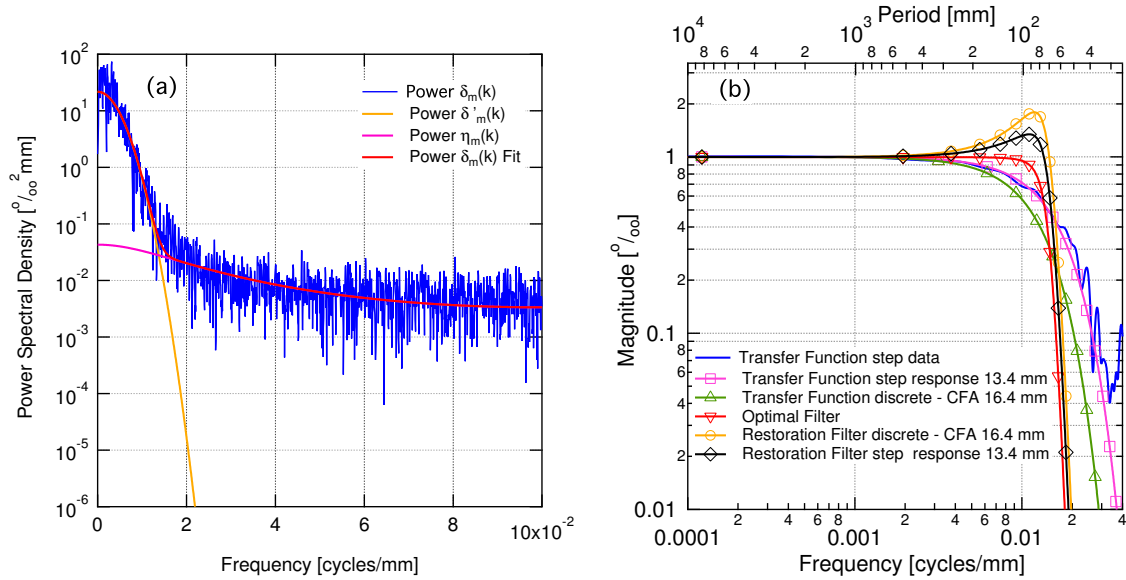 (a)
Power Spectral Density [°/₀₀²mm]
10²
10¹
10⁰
10⁻¹
10⁻²
10⁻³
10⁻⁴
10⁻⁵
10⁻⁶
Power δm(k)
Power δ'm(k)
Power ηm(k)
Power δm(k) Fit
0 2 4 6 8 10x10⁻²
Frequency [cycles/mm]
Period [mm]
10⁴ 8 6 4 2 10³ 8 6 4 2 10² 8 6 4
(b)
Magnitude [°/₀₀]
2
1
8
6
4
2
0.1
8
6
4
2
0.01
Transfer Function step data
Transfer Function step response 13.4 mm
Transfer Function discrete - CFA 16.4 mm
Optimal Filter
Restoration Filter discrete - CFA 16.4 mm
Restoration Filter step response 13.4 mm
0.0001 2 4 6 8 0.001 2 4 6 8 0.01 2 4
Frequency [cycles/mm]